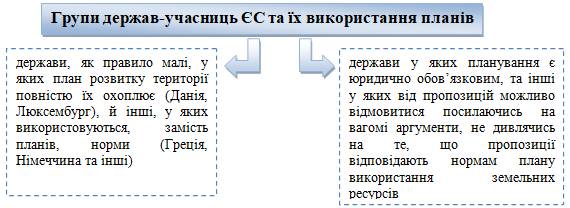 Групи держав-учасниць ЄС та їх використання планів
держави, як правило малі, у
яких план розвитку території
повністю їх охоплює (Данія,
Люксембург), й інші, у яких
використовуються, замість
планів, норми (Греція,
Німеччина та інші)
держави у яких планування є
юридично обов’язковим, та інші
у яких від пропозицій можливо
відмовитися посилаючись на
вагомі аргументи, не дивлячись
на те, що пропозиції
відповідають нормам плану
використання земельних
ресурсів